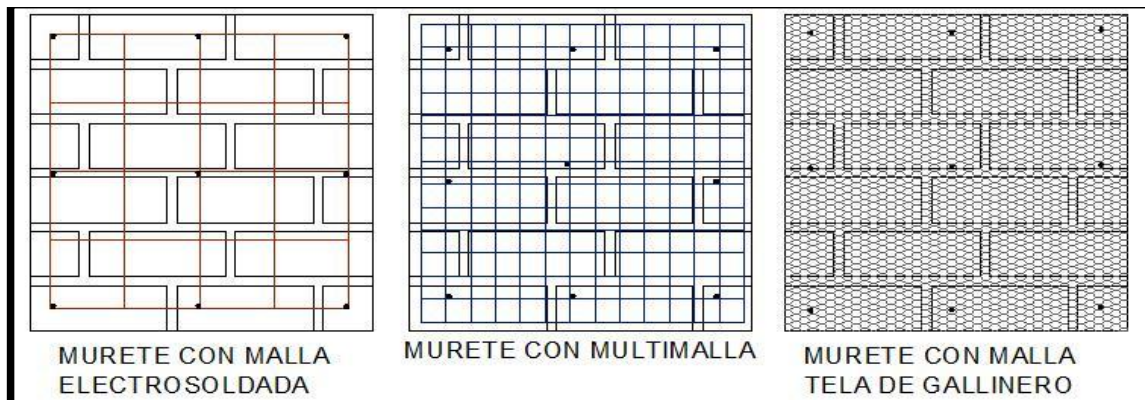 MURETE CON MALLA
ELECTROSOLDADA
MURETE CON MULTIMALLA
MURETE CON MALLA
TELA DE GALLINERO